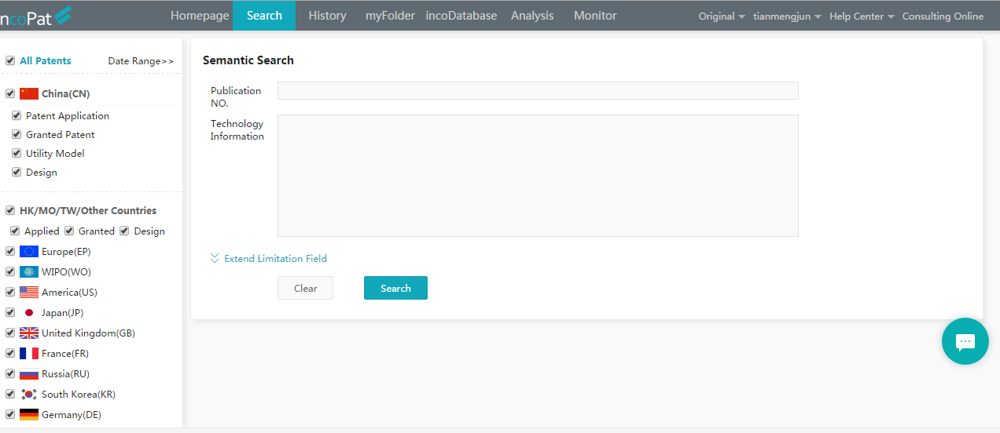 ncoPat Homepage Search History myFolder incoDatabase Analysis Monitor Original tianmengjun Help Center Consulting Online
All Patents Date Range>>
China(CN)
Patent Application
Granted Patent
Utility Model
Design
HK/MO/TW/Other Countries
Applied Granted Design
Europe(EP)
WIPO(WO)
America(US)
Japan(JP)
United Kingdom(GB)
France(FR)
Russia(RU)
South Korea(KR)
Germany(DE)
Semantic Search
Publication
NO.
Technology
Information
Extend Limitation Field
Clear Search